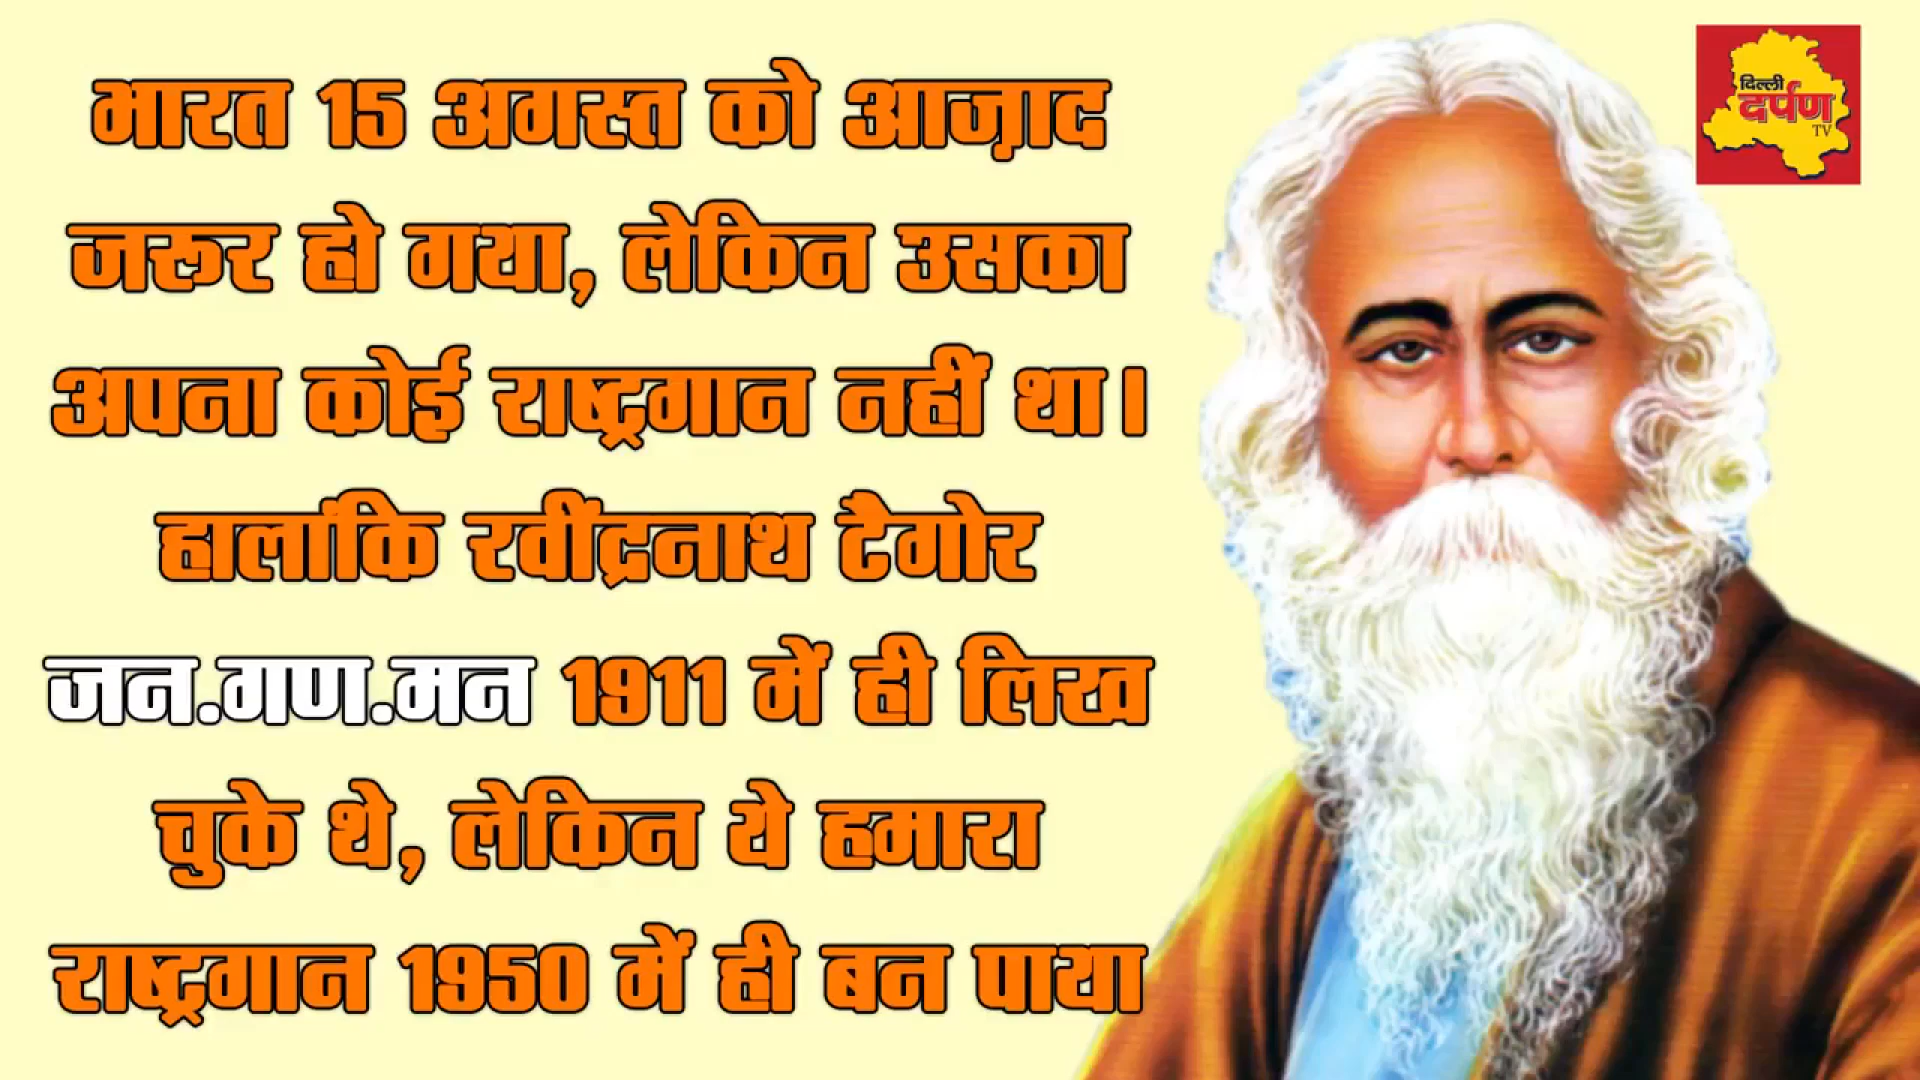 भारत 15 अगस्त को आज़ाद
जरूर हो गया, लेकिन उसका
अपना कोई राष्ट्रगान नहीं था।
हालांकि रवींद्रनाथ टैगोर
जन.गण.मन 1911 में ही लिख
चुके थे, लेकिन ये हमारा
राष्ट्रगान 1950 में ही बन पाया
दिल्ली
दर्पण
TV